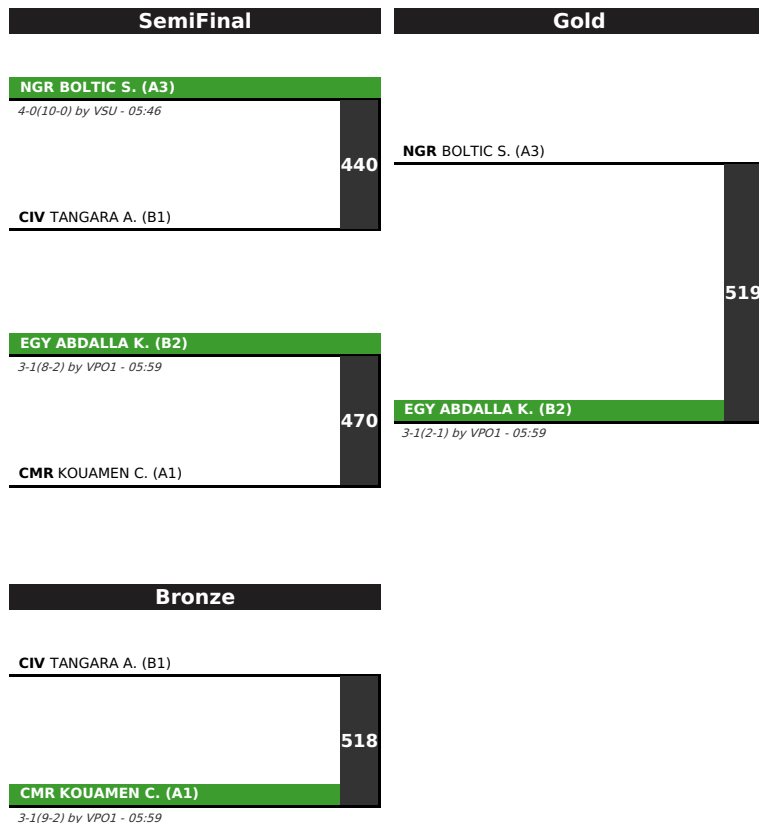 SemiFinal
NGR BOLTIC S. (A3)
4-0(10-0) by VSU - 05:46
440
CIV TANGARA A. (B1)
EGY ABDALLA K. (B2)
3-1(8-2) by VPO1 - 05:59
470
CMR KOUAMEN C. (A1)
Gold
NGR BOLTIC S. (A3)
519
EGY ABDALLA K. (B2)
3-1(2-1) by VPO1 - 05:59
Bronze
CIV TANGARA A. (B1)
518
CMR KOUAMEN C. (A1)
3-1(9-2) by VPO1 - 05:59